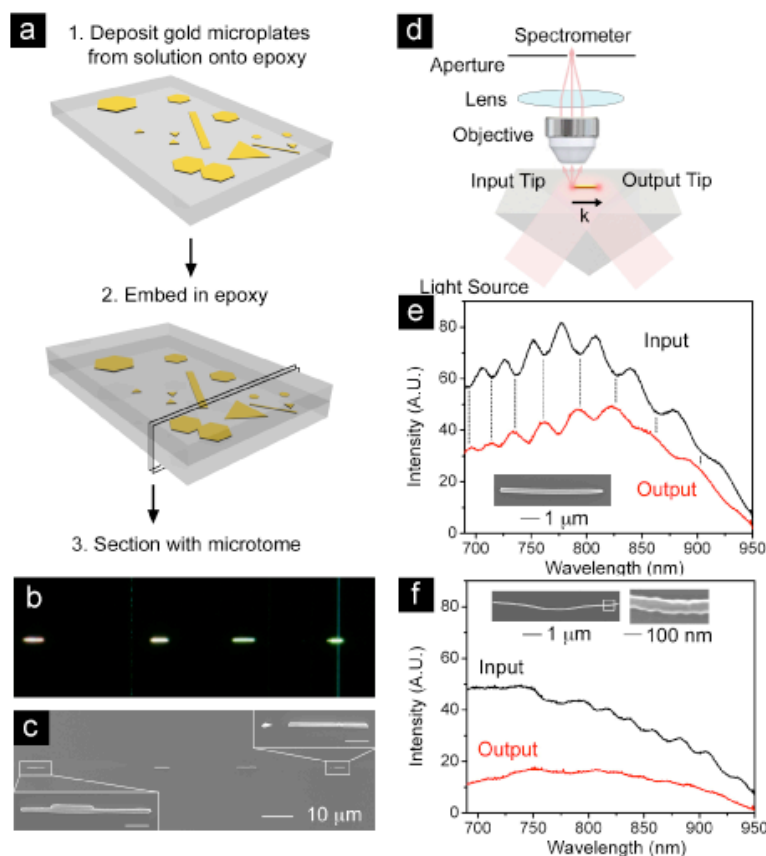 a
1. Deposit gold microplates
from solution onto epoxy
2. Embed in epoxy
3. Section with microtome
b
c
10 μm
d
Spectrometer
Aperture
Lens
Objective
Input Tip
Output Tip
k
Light Source
e
80
60
40
20
0
Intensity (A.U.)
Input
Output
1 μm
700
750
800
850
900
950
Wavelength (nm)
f
80
60
40
20
0
Intensity (A.U.)
1 μm
100 nm
Input
Output
700
750
800
850
900
950
Wavelength (nm)